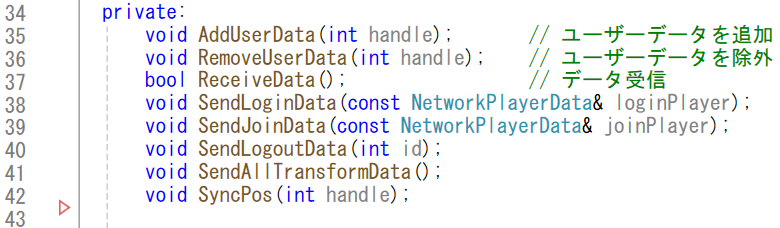 34 private:
35 void AddUserData(int handle); // ユーザーデータを追加
36 void RemoveUserData(int handle); // ユーザーデータを除外
37 bool ReceiveData(); // データ受信
38 void SendLoginData(const NetworkPlayerData& loginPlayer);
39 void SendJoinData(const NetworkPlayerData& joinPlayer);
40 void SendLogoutData(int id);
41 void SendAllTransformData();
42 void SyncPos(int handle);
43